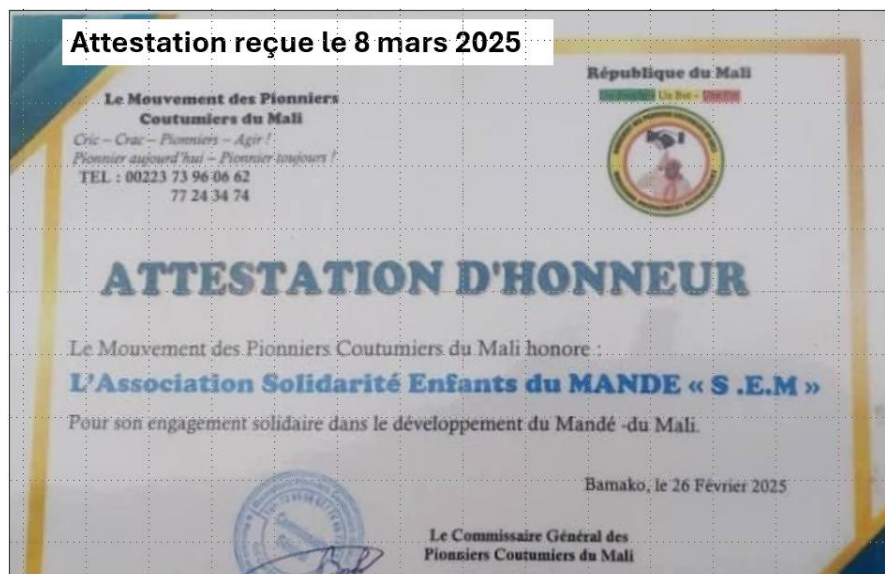 Attestation reçue le 8 mars 2025
Le Mouvement des Pionniers
Coutumiers du Mali
Cric – Crac – Pionniers – Agir !
Pionnier aujourd'hui – Pionnier toujours !
TEL : 00223 73 96 06 62
77 24 34 74
République du Mali
Un Peuple – Un But – Une Foi
ATTESTATION D'HONNEUR
Le Mouvement des Pionniers Coutumiers du Mali honore :
L'Association Solidarité Enfants du MANDE « S .E.M »
Pour son engagement solidaire dans le développement du Mandé -du Mali.
Bamako, le 26 Février 2025
Le Commissaire Général des
Pionniers Coutumiers du Mali